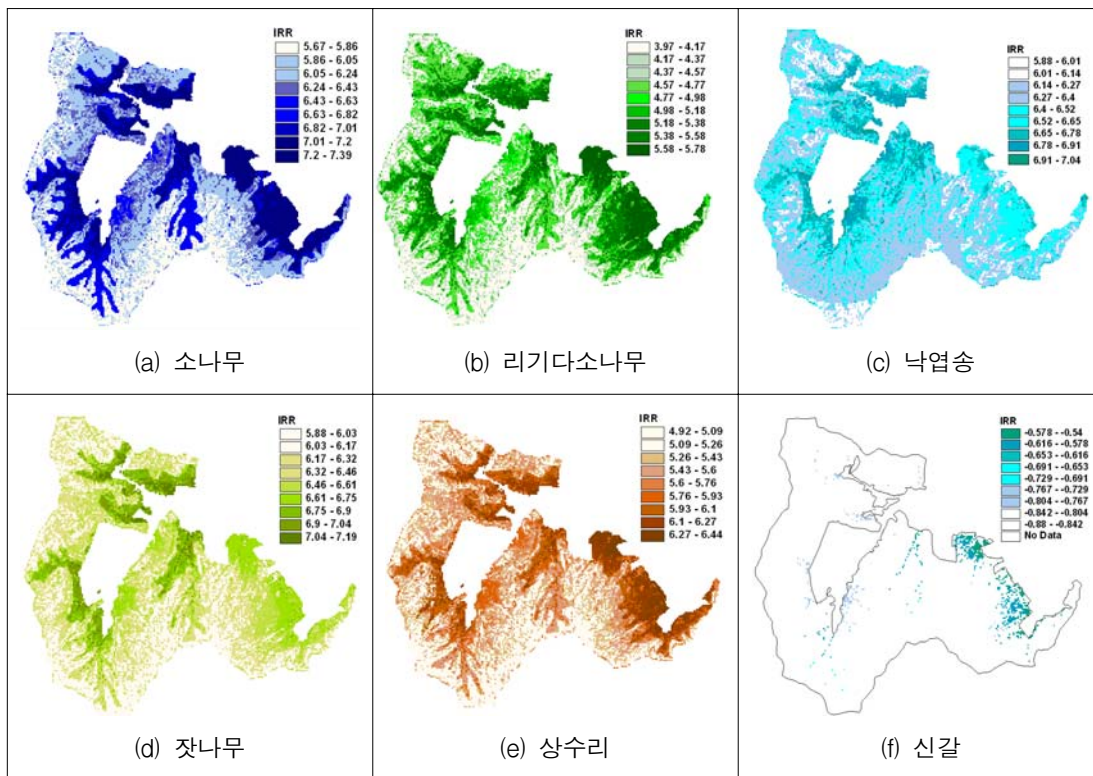 IRR
5.67 - 5.86
5.86 - 6.05
6.05 - 6.24
6.24 - 6.43
6.43 - 6.63
6.63 - 6.82
6.82 - 7.01
7.01 - 7.2
7.2 - 7.39
(a) 소나무
IRR
3.97 - 4.17
4.17 - 4.37
4.37 - 4.57
4.57 - 4.77
4.77 - 4.98
4.98 - 5.18
5.18 - 5.38
5.38 - 5.58
5.58 - 5.78
(b) 리기다소나무
IRR
5.88 - 6.01
6.01 - 6.14
6.14 - 6.27
6.27 - 6.4
6.4 - 6.52
6.52 - 6.65
6.65 - 6.78
6.78 - 6.91
6.91 - 7.04
(c) 낙엽송
IRR
5.88 - 6.03
6.03 - 6.17
6.17 - 6.32
6.32 - 6.46
6.46 - 6.61
6.61 - 6.75
6.75 - 6.9
6.9 - 7.04
7.04 - 7.19
(d) 잣나무
IRR
4.92 - 5.09
5.09 - 5.26
5.26 - 5.43
5.43 - 5.6
5.6 - 5.76
5.76 - 5.93
5.93 - 6.1
6.1 - 6.27
6.27 - 6.44
(e) 상수리
IRR
-0.578 - -0.54
-0.616 - -0.578
-0.653 - -0.616
-0.691 - -0.653
-0.729 - -0.691
-0.767 - -0.729
-0.804 - -0.767
-0.842 - -0.804
-0.88 - -0.842
No Data
(f) 신갈